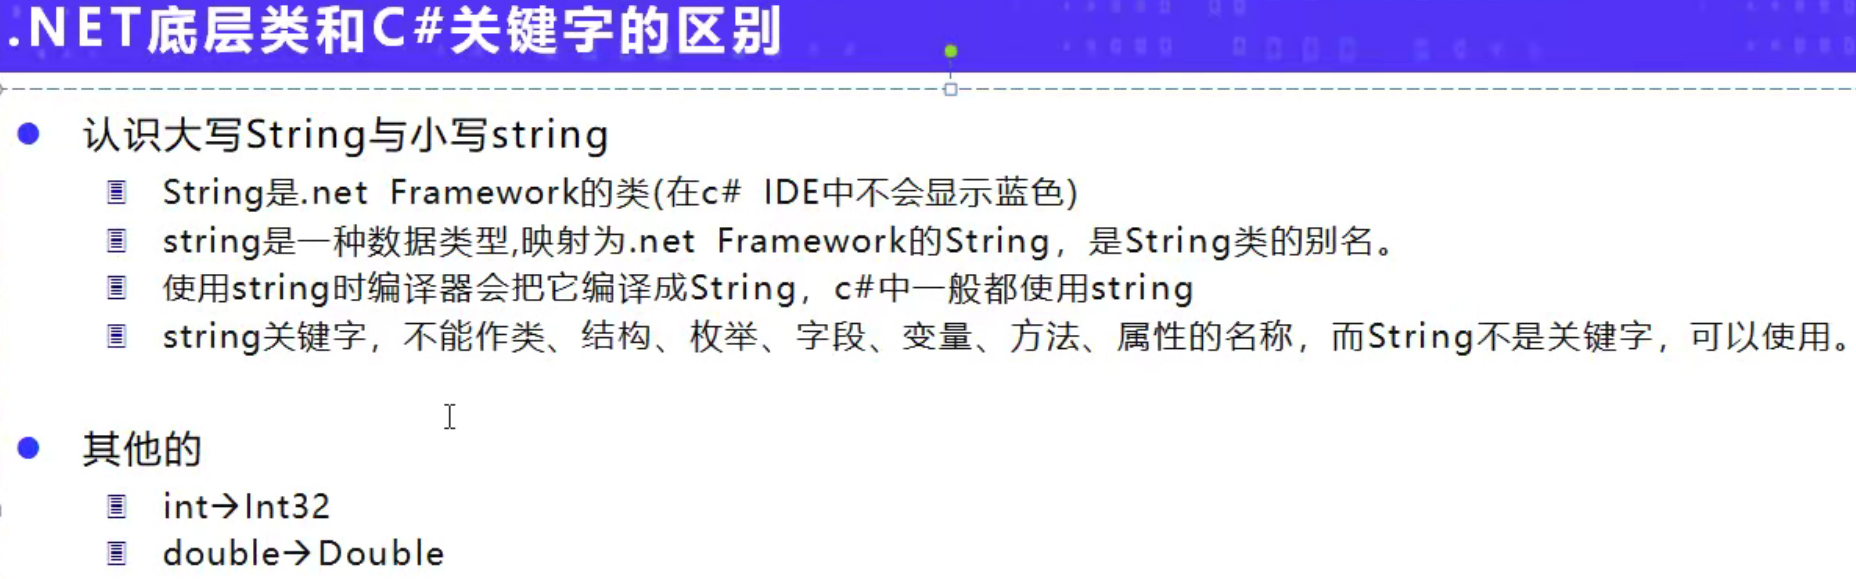 .NET底层类和C#关键字的区别
认识大写String与小写string
String是.net Framework的类(在c# IDE中不会显示蓝色)
string是一种数据类型,映射为.net Framework的String，是String类的别名。
使用string时编译器会把它编译成String，c#中一般都使用string
string关键字，不能作类、结构、枚举、字段、变量、方法、属性的名称，而String不是关键字，可以使用。
其他的
int→Int32
double→Double